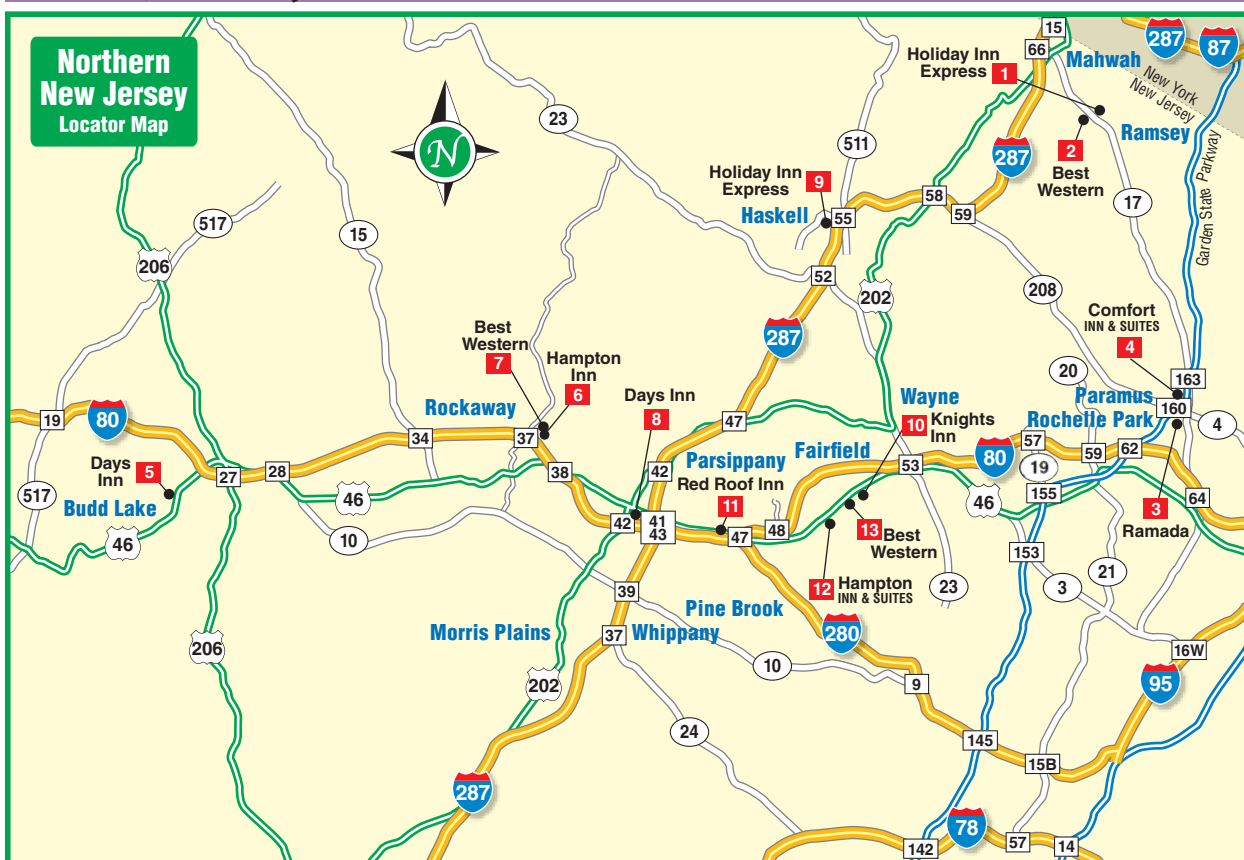 Northern
New Jersey
Locator Map
N
15
66
Mahwah
287
87
Holiday Inn
Express
1
New York
New Jersey
Ramsey
2
Best
Western
Garden State Parkway
23
511
287
Holiday Inn
Express
9
Haskell
55
58
59
17
517
15
206
52
202
208
Comfort
INN & SUITES
4
287
Best
Western
7
Hampton
Inn
6
20
163
Paramus
160
4
19
80
Rockaway
34
37
Days Inn
8
47
Wayne
10
Knights
Inn
Rochelle Park
57
59
62
Days
Inn
5
Budd Lake
27
28
38
42
Parsippany
Fairfield
53
80
19
155
64
Red Roof Inn
11
517
46
46
46
42
41
43
47
48
13
Best
Western
3
Ramada
10
153
21
39
12
Hampton
INN & SUITES
23
3
Pine Brook
280
Morris Plains
37
Whippany
206
16W
202
10
9
95
24
145
15B
287
78
142
57
14